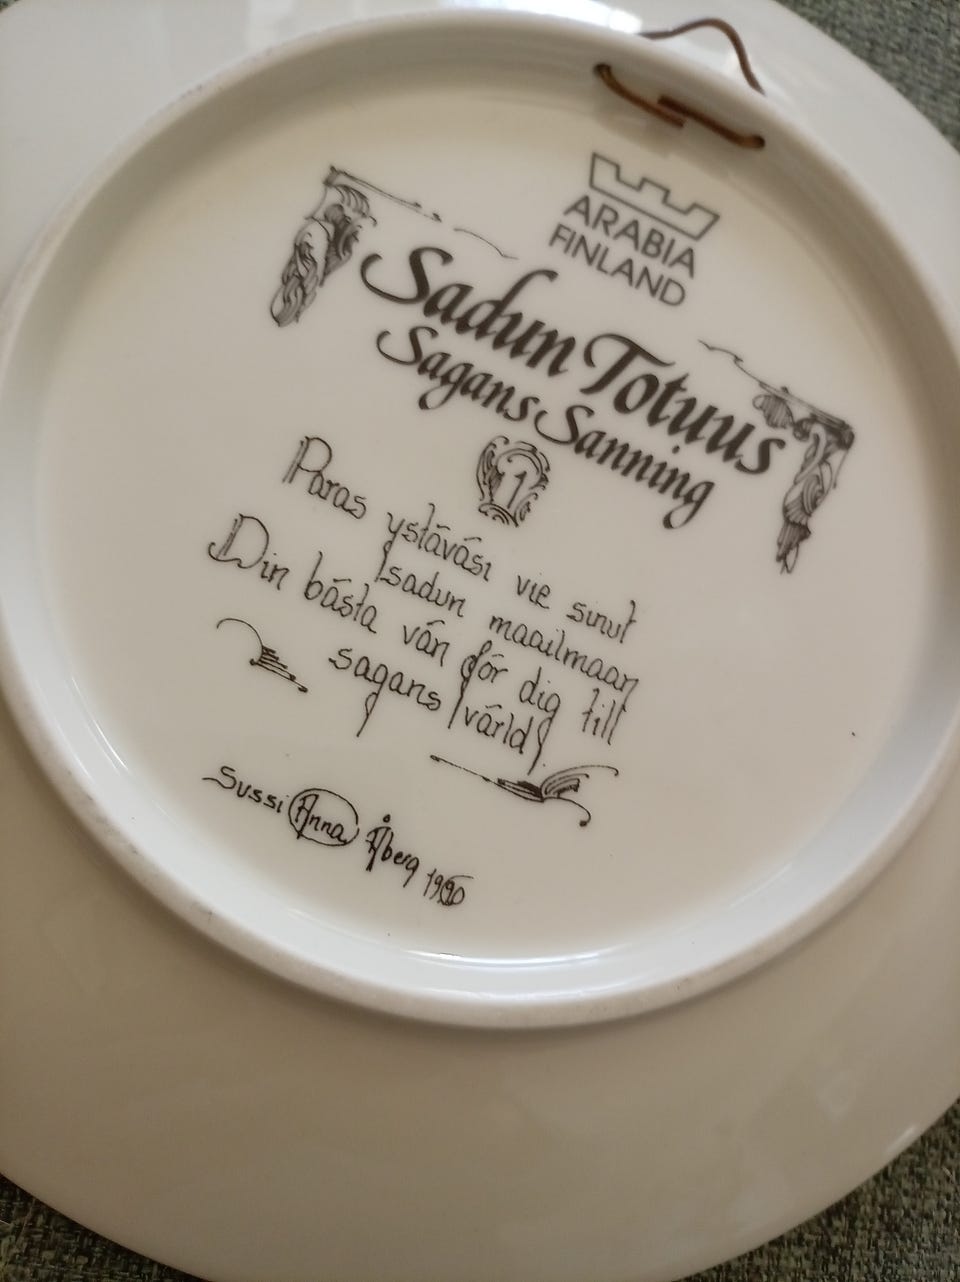 ARABIA
FINLAND
Sadun Totuus
Sagans Sanning
1
Paras ystäväsi vie sinut
sadun maailmaan
Din bästa vän för dig till
sagans värld
Sussi Anna Åberg 1990